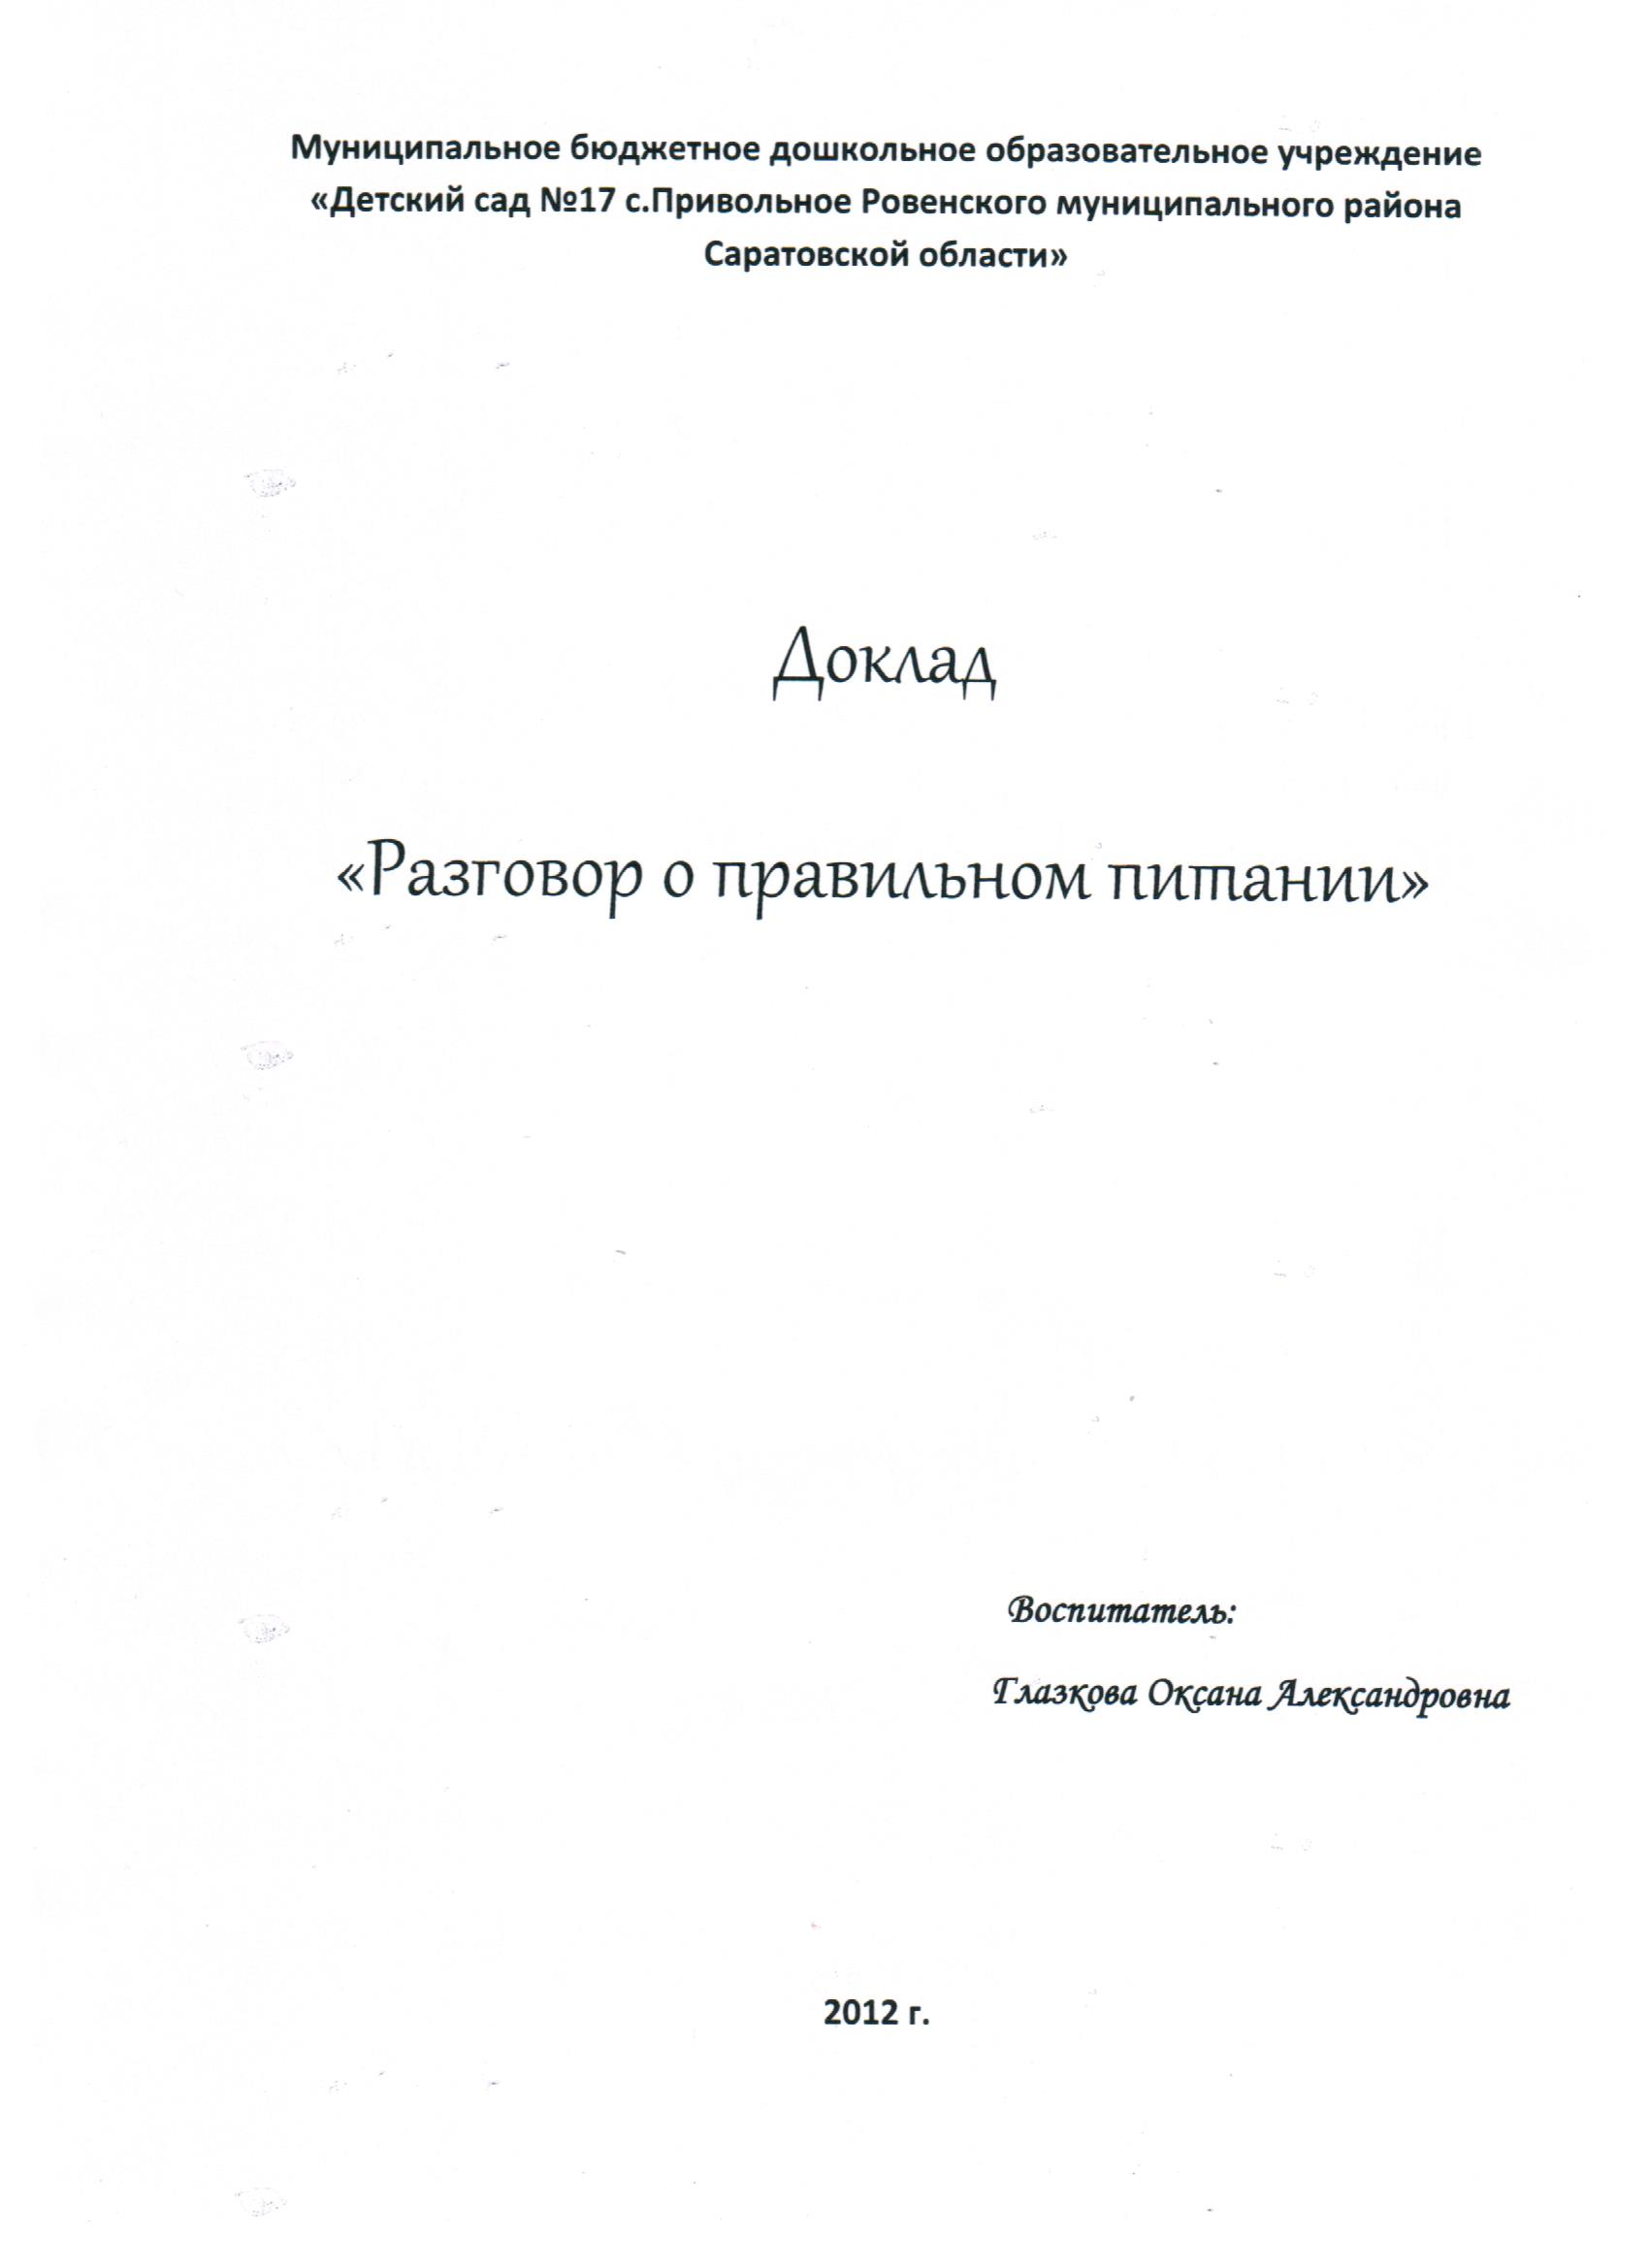 Муниципальное бюджетное дошкольное образовательное учреждение
«Детский сад №17 с.Привольное Ровенского муниципального района
Саратовской области»
Доклад
«Разговор о правильном питании»
Воспитатель:
Глазкова Оксана Александровна
2012 г.